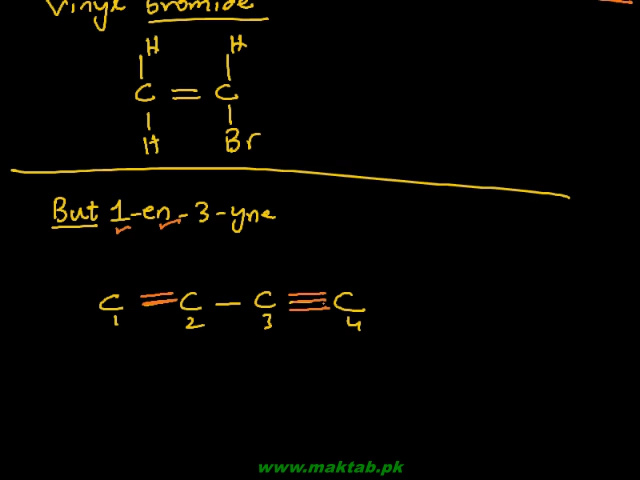 Vinyl bromide
H H
C = C
H Br
But 1-en-3-yne
C = C - C ≡ C
1 2 3 4
www.maktab.pk